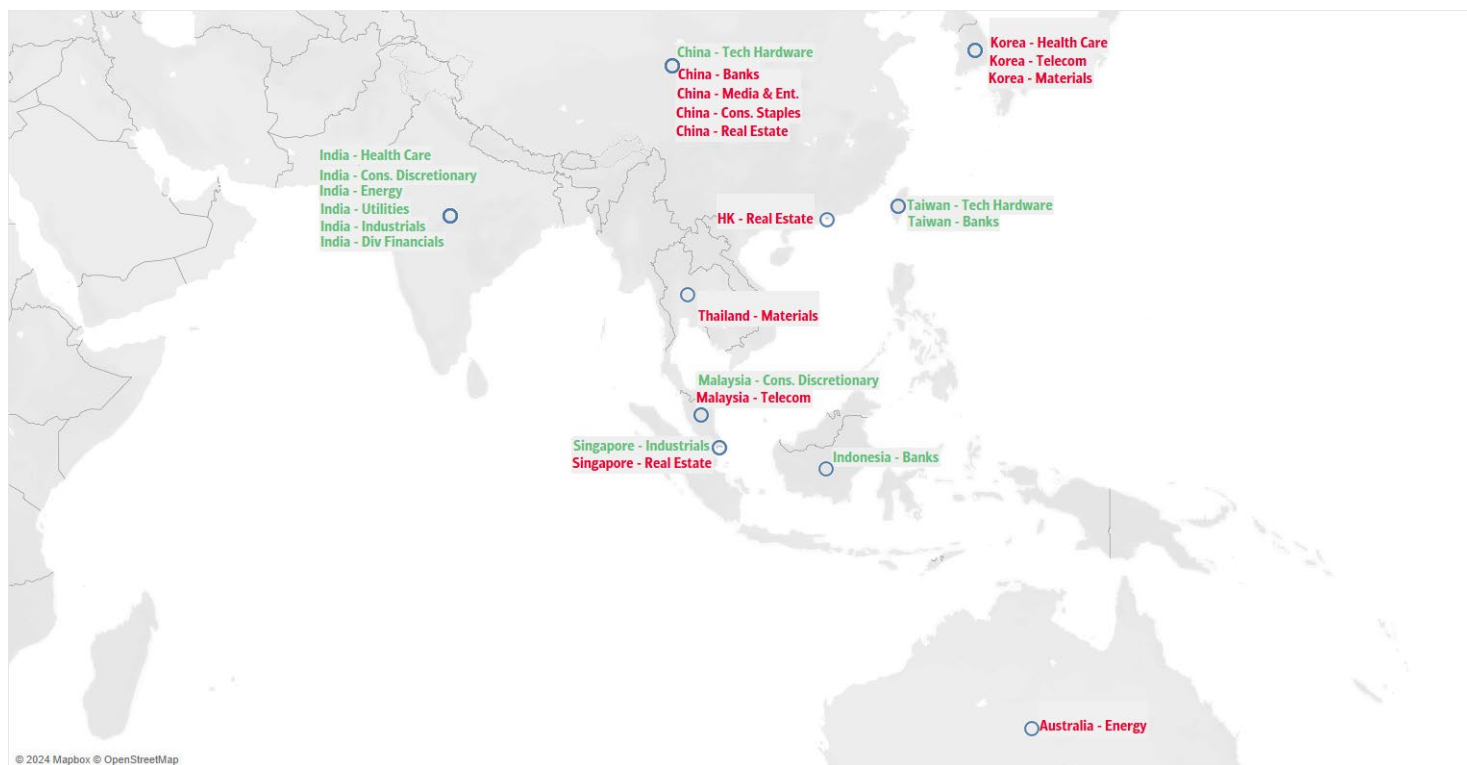 China - Tech Hardware
China - Banks
China - Media & Ent.
China - Cons. Staples
China - Real Estate
Korea - Health Care
Korea - Telecom
Korea - Materials
India - Health Care
India - Cons. Discretionary
India - Energy
India - Utilities
India - Industrials
India - Div Financials
HK - Real Estate
Taiwan - Tech Hardware
Taiwan - Banks
Thailand - Materials
Malaysia - Cons. Discretionary
Malaysia - Telecom
Singapore - Industrials
Singapore - Real Estate
Indonesia - Banks
Australia - Energy
© 2024 Mapbox © OpenStreetMap